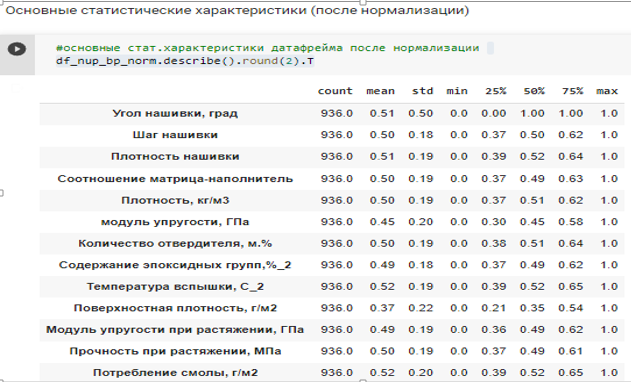 Основные статистические характеристики (после нормализации)
#основные стат.характеристики датафрейма после нормализации
df_nup_bp_norm.describe().round(2).T
count mean std min 25% 50% 75% max
Угол нашивки, град 936.0 0.51 0.50 0.0 0.00 1.00 1.00 1.0
Шаг нашивки 936.0 0.50 0.18 0.0 0.37 0.50 0.62 1.0
Плотность нашивки 936.0 0.51 0.19 0.0 0.39 0.52 0.64 1.0
Соотношение матрица-наполнитель 936.0 0.50 0.19 0.0 0.37 0.49 0.63 1.0
Плотность, кг/м3 936.0 0.50 0.19 0.0 0.37 0.51 0.62 1.0
модуль упругости, ГПа 936.0 0.45 0.20 0.0 0.30 0.45 0.58 1.0
Количество отвердителя, м.% 936.0 0.50 0.19 0.0 0.38 0.51 0.64 1.0
Содержание эпоксидных групп,%_2 936.0 0.49 0.18 0.0 0.37 0.49 0.62 1.0
Температура вспышки, С_2 936.0 0.52 0.19 0.0 0.39 0.52 0.65 1.0
Поверхностная плотность, г/м2 936.0 0.37 0.22 0.0 0.21 0.35 0.54 1.0
Модуль упругости при растяжении, ГПа 936.0 0.49 0.19 0.0 0.36 0.49 0.62 1.0
Прочность при растяжении, МПа 936.0 0.50 0.19 0.0 0.37 0.49 0.61 1.0
Потребление смолы, г/м2 936.0 0.52 0.20 0.0 0.39 0.52 0.65 1.0